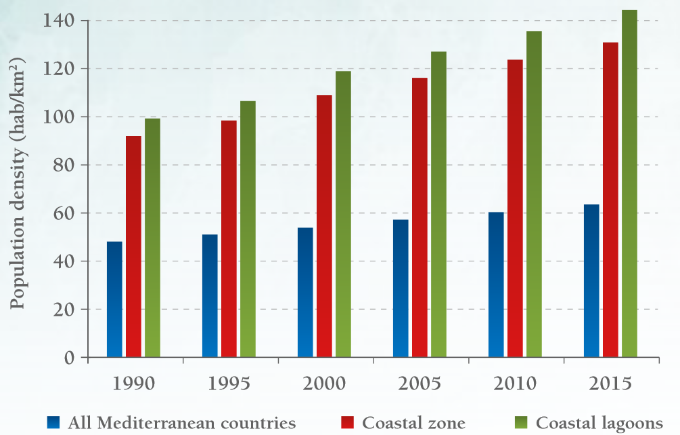 Population density (hab/km²)
140
120
100
80
60
40
20
0
1990 1995 2000 2005 2010 2015
All Mediterranean countries Coastal zone Coastal lagoons